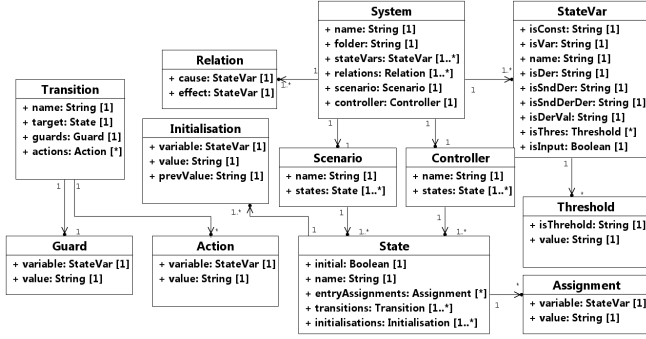 System
+ name: String [1]
+ folder: String [1]
+ stateVars: StateVar [1..*]
+ relations: Relation [1..*]
+ scenario: Scenario [1]
+ controller: Controller [1]
StateVar
+ isConst: String [1]
+ isVar: String [1]
+ name: String [1]
+ isDer: String [1]
+ isSndDer: String [1]
+ isSndDerDer: String [1]
+ isDerVal: String [1]
+ isThres: Threshold [*]
+ isInput: Boolean [1]
Relation
+ cause: StateVar [1]
+ effect: StateVar [1]
1
1..*
1
1..*
Transition
+ name: String [1]
+ target: State [1]
+ guards: Guard [1]
+ actions: Action [*]
Initialisation
+ variable: StateVar [1]
+ value: String [1]
+ prevValue: String [1]
1
1
1
1
Scenario
+ name: String [1]
+ states: State [1..*]
Controller
+ name: String [1]
+ states: State [1..*]
1
*
Threshold
+ isThrehold: String [1]
+ value: String [1]
1
1
1..*
1
1
1..*
1
1..*
1
*
Guard
+ variable: StateVar [1]
+ value: String [1]
Action
+ variable: StateVar [1]
+ value: String [1]
State
+ initial: Boolean [1]
+ name: String [1]
+ entryAssignments: Assignment [*]
+ transitions: Transition [1..*]
+ initialisations: Initialisation [1..*]
1
*
Assignment
+ variable: StateVar [1]
+ value: String [1]